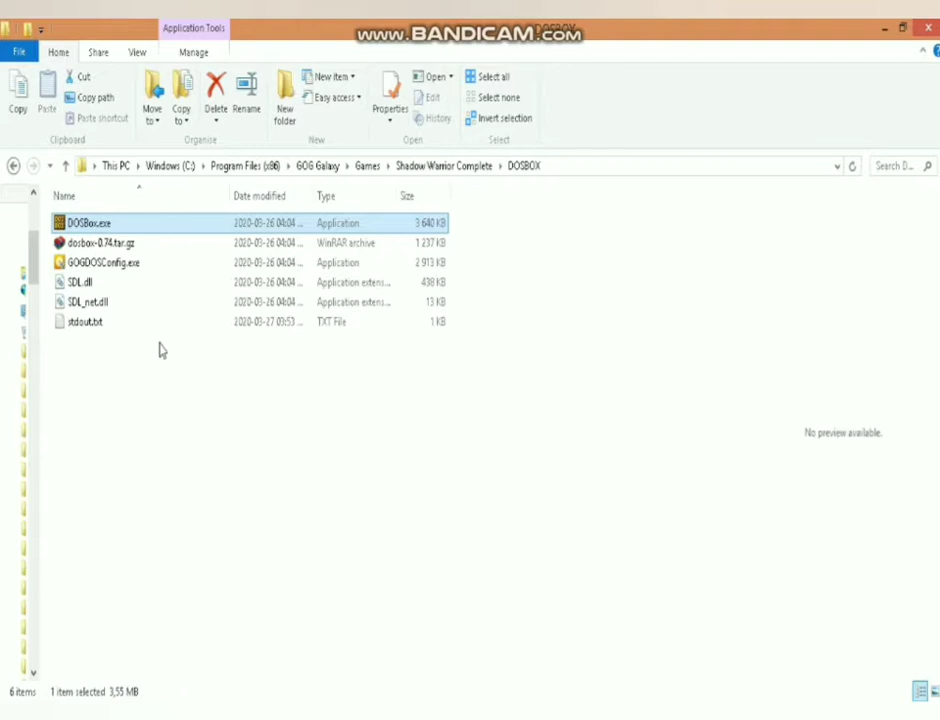 Application Tools
www.BANDICAM.com
DOSBOX
File
Home
Share
View
Manage
Copy
Paste
Cut
Copy path
Paste shortcut
Clipboard
Move to
Copy to
Delete
Rename
Organise
New folder
New item
Easy access
New
Properties
Open
Edit
History
Open
Select all
Select none
Invert selection
Select
This PC
Windows (C:)
Program Files (x86)
GOG Galaxy
Games
Shadow Warrior Complete
DOSBOX
Search D...
Name
Date modified
Type
Size
DOSBox.exe 2020-03-26 04:04 ... Application 3 640 KB
dosbox-0.74.tar.gz 2020-03-26 04:04 ... WinRAR archive 1 237 KB
GOGDOSConfig.exe 2020-03-26 04:04 ... Application 2 913 KB
SDL.dll 2020-03-26 04:04 ... Application extens... 438 KB
SDL_net.dll 2020-03-26 04:04 ... Application extens... 13 KB
stdout.txt 2020-03-27 03:53 ... TXT File 1 KB
No preview available.
6 items 1 item selected 3,55 MB